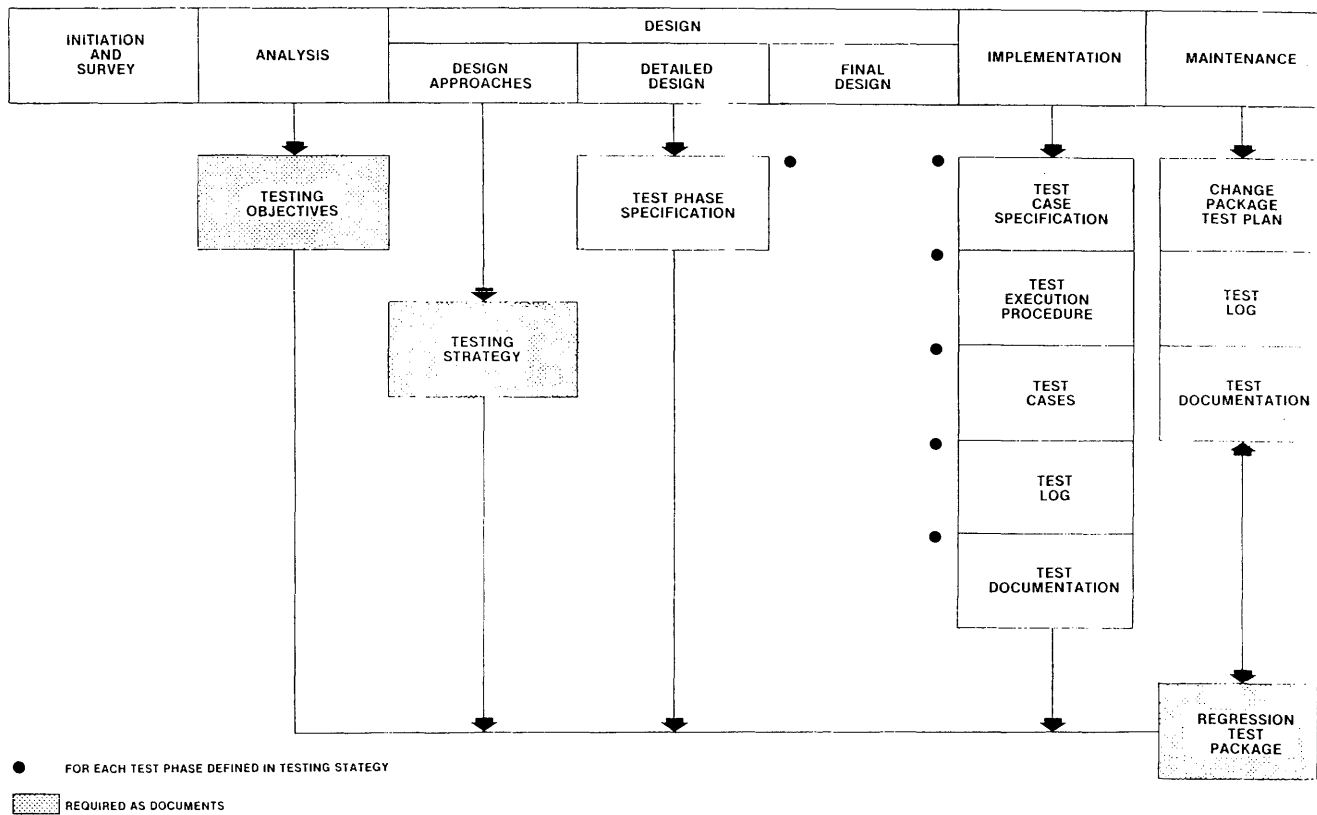 DESIGN
INITIATION
AND
SURVEY
ANALYSIS
DESIGN
APPROACHES
DETAILED
DESIGN
FINAL
DESIGN
IMPLEMENTATION
MAINTENANCE
TESTING
OBJECTIVES
TEST PHASE
SPECIFICATION
TEST
CASE
SPECIFICATION
CHANGE
PACKAGE
TEST PLAN
TEST
EXECUTION
PROCEDURE
TEST
LOG
TESTING
STRATEGY
TEST
CASES
TEST
DOCUMENTATION
TEST
LOG
TEST
DOCUMENTATION
REGRESSION
TEST
PACKAGE
FOR EACH TEST PHASE DEFINED IN TESTING STATEGY
REQUIRED AS DOCUMENTS